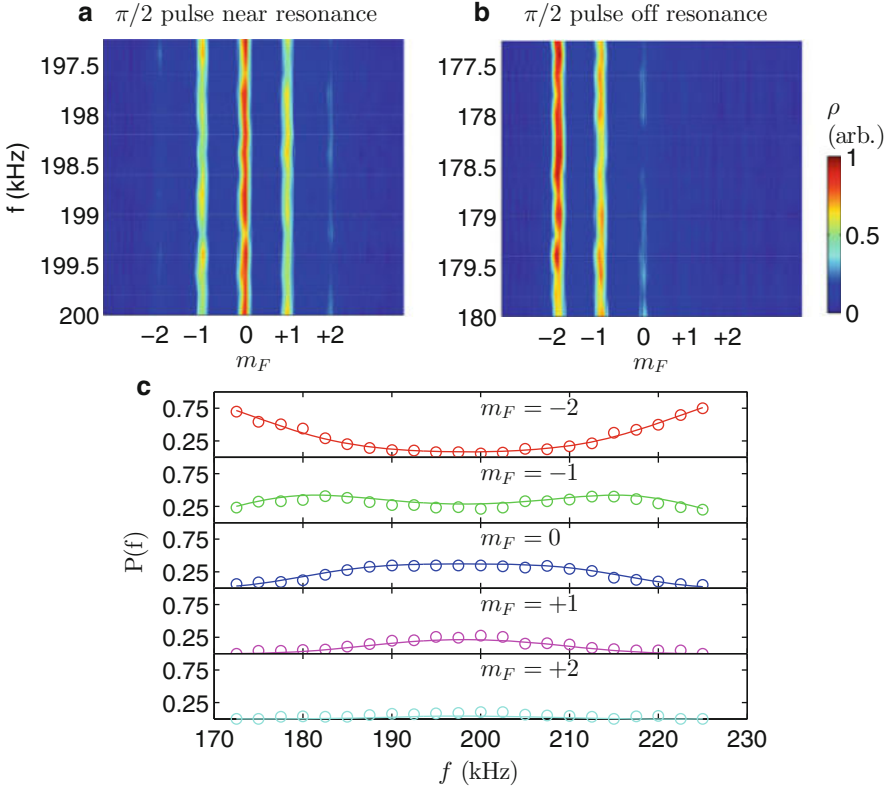 a π/2 pulse near resonance
b π/2 pulse off resonance
f (kHz)
197.5
198
198.5
199
199.5
200
−2 −1 0 +1 +2
m_F
177.5
178
178.5
179
179.5
180
−2 −1 0 +1 +2
m_F
ρ
(arb.)
1
0.5
0
c
P(f)
0.75
0.25
m_F = −2
0.75
0.25
m_F = −1
0.75
0.25
m_F = 0
0.75
0.25
m_F = +1
0.75
0.25
m_F = +2
170 180 190 200 210 220 230
f (kHz)